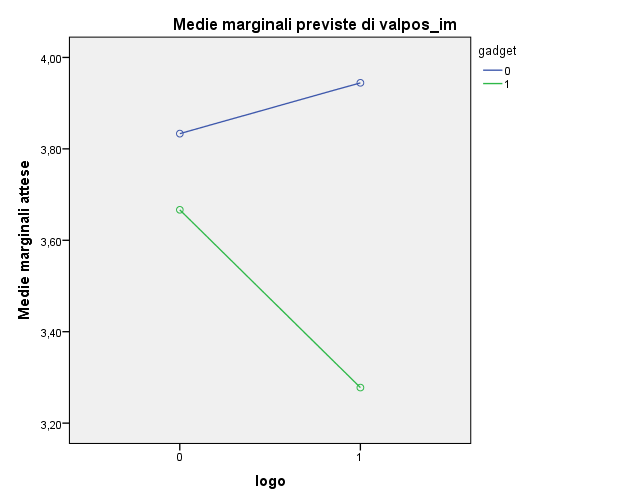 Medie marginali previste di valpos_im
gadget
0
1
4,00
3,80
3,60
3,40
3,20
Medie marginali attese
0
1
logo